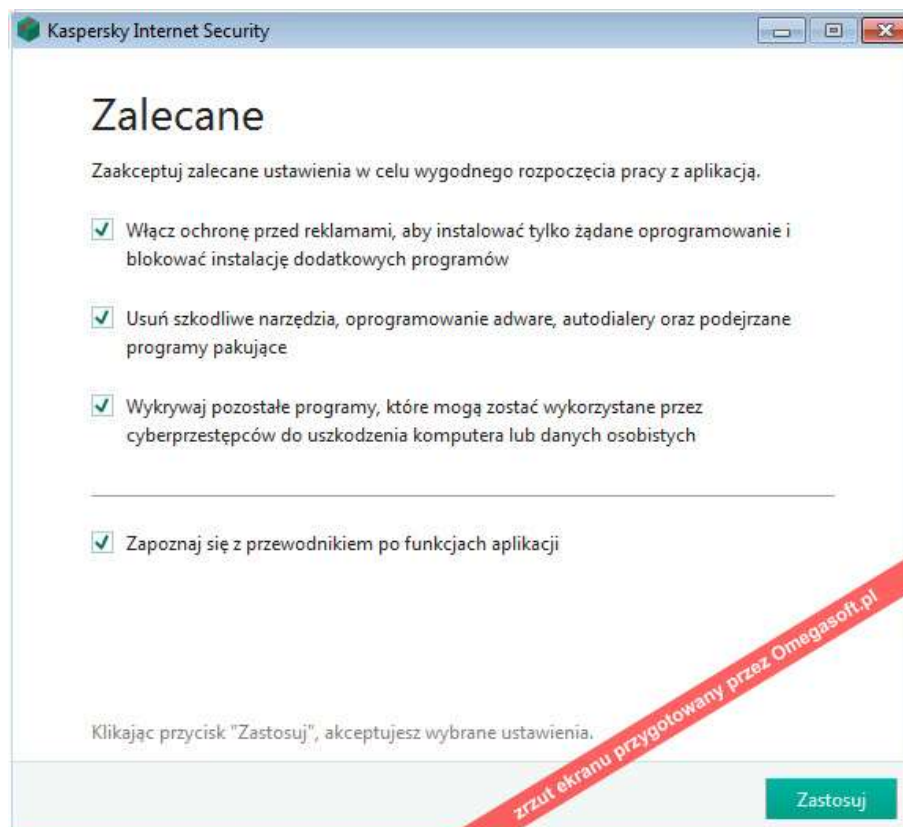 Kaspersky Internet Security
Zalecane
Zaakceptuj zalecane ustawienia w celu wygodnego rozpoczęcia pracy z aplikacją.
Włącz ochronę przed reklamami, aby instalować tylko żądane oprogramowanie i
blokować instalację dodatkowych programów
Usuń szkodliwe narzędzia, oprogramowanie adware, autodialery oraz podejrzane
programy pakujące
Wykrywaj pozostałe programy, które mogą zostać wykorzystane przez
cyberprzestępców do uszkodzenia komputera lub danych osobistych
Zapoznaj się z przewodnikiem po funkcjach aplikacji
zrzut ekranu przygotowany przez Omegasoft.pl
Klikając przycisk "Zastosuj", akceptujesz wybrane ustawienia.
Zastosuj